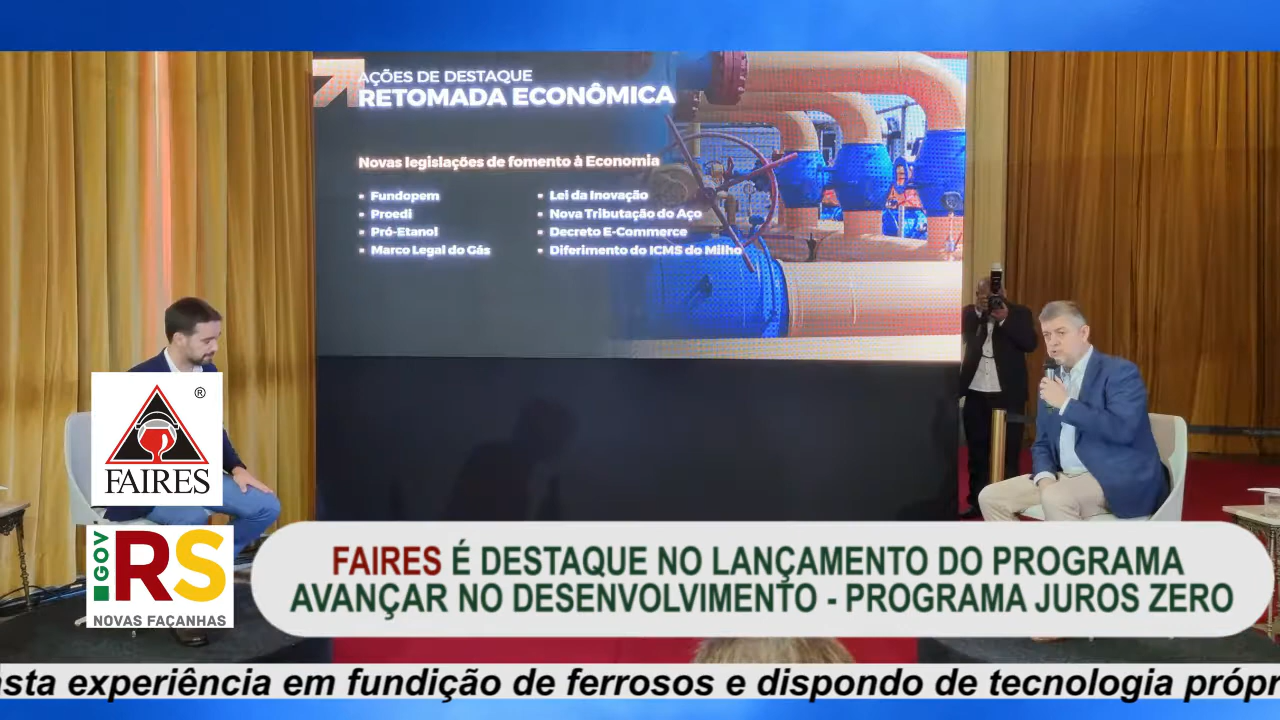 AÇÕES DE DESTAQUE
RETOMADA ECONÔMICA
Novas legislações de fomento à Economia
▪ Fundopem
▪ Proedi
▪ Pró-Etanol
▪ Marco Legal do Gás
▪ Lei da Inovação
▪ Nova Tributação do Aço
▪ Decreto E-Commerce
▪ Diferimento do ICMS do Milho
®
FAIRES
GOV
RS
NOVAS FAÇANHAS
FAIRES É DESTAQUE NO LANÇAMENTO DO PROGRAMA
AVANÇAR NO DESENVOLVIMENTO - PROGRAMA JUROS ZERO
asta experiência em fundição de ferrosos e dispondo de tecnologia própr